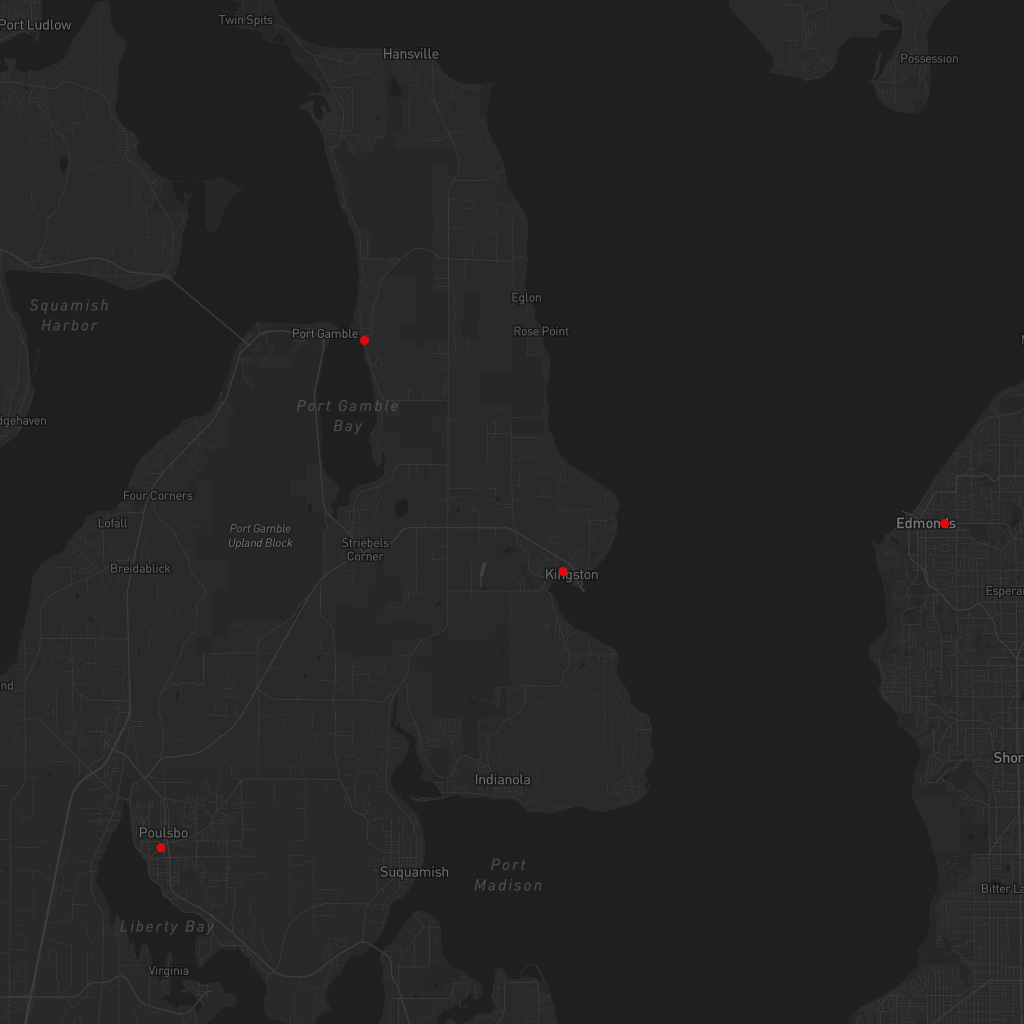 Port Ludlow
Twin Spits
Hansville
Possession
Squamish
Harbor
Eglon
Rose Point
Port Gamble
Port Gamble
Bay
dgehaven
Four Corners
Lofall
Port Gamble
Upland Block
Striebels
Corner
Breidablick
Kingston
Edmonds
Espera
nd
Shor
Indianola
Poulsbo
Suquamish
Port
Madison
Bitter La
Liberty Bay
Virginia